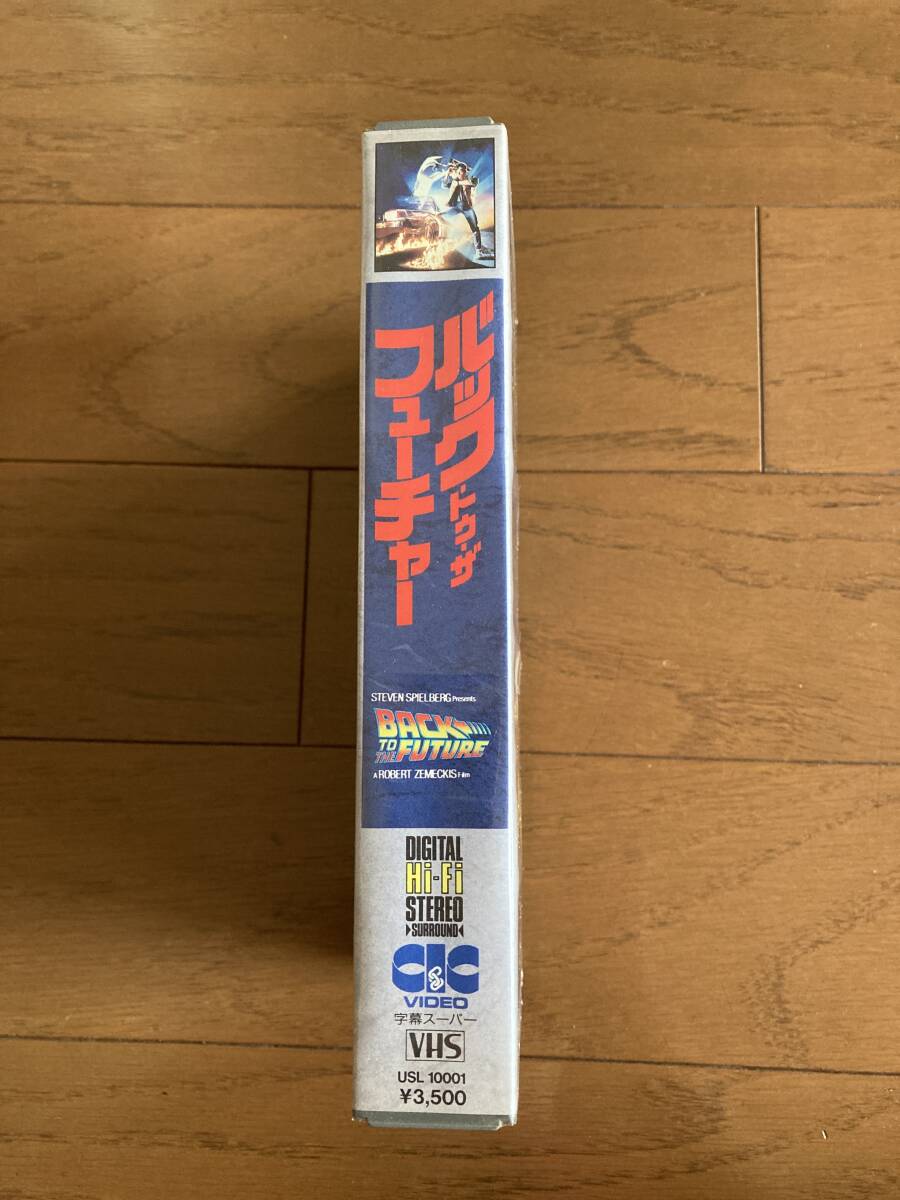 バック・トゥ・ザ
フューチャー
STEVEN SPIELBERG Presents
BACK
TO
THE FUTURE
A ROBERT ZEMECKIS Film
DIGITAL
Hi-Fi
STEREO
▶SURROUND◀
CIC
VIDEO
字幕スーパー
VHS
USL 10001
¥3,500